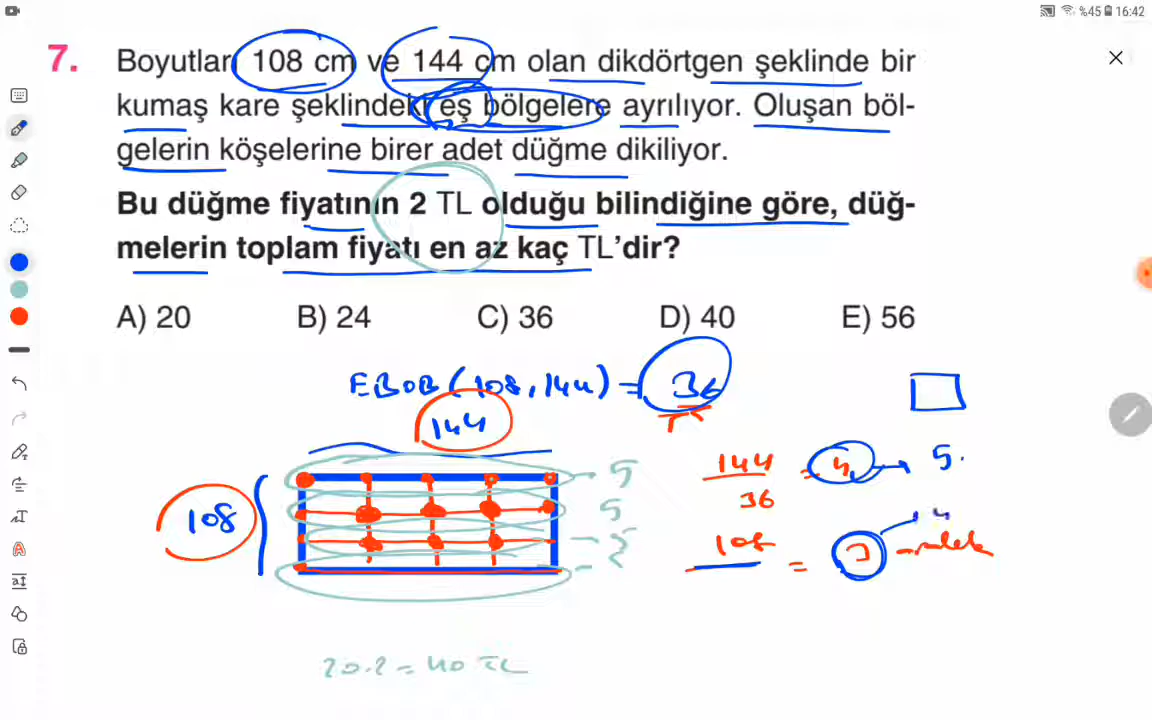 %45 16:42
7. Boyutları 108 cm ve 144 cm olan dikdörtgen şeklinde bir
kumaş kare şeklindeki eş bölgelere ayrılıyor. Oluşan böl-
gelerin köşelerine birer adet düğme dikiliyor.
Bu düğme fiyatının 2 TL olduğu bilindiğine göre, düğ-
melerin toplam fiyatı en az kaç TL'dir?
A) 20 B) 24 C) 36 D) 40 E) 56
EBOB(108,144) = 36
144
108
5
5
5
144
36
= 4 → 5
108
= 3 4
20.2 = 40 TL